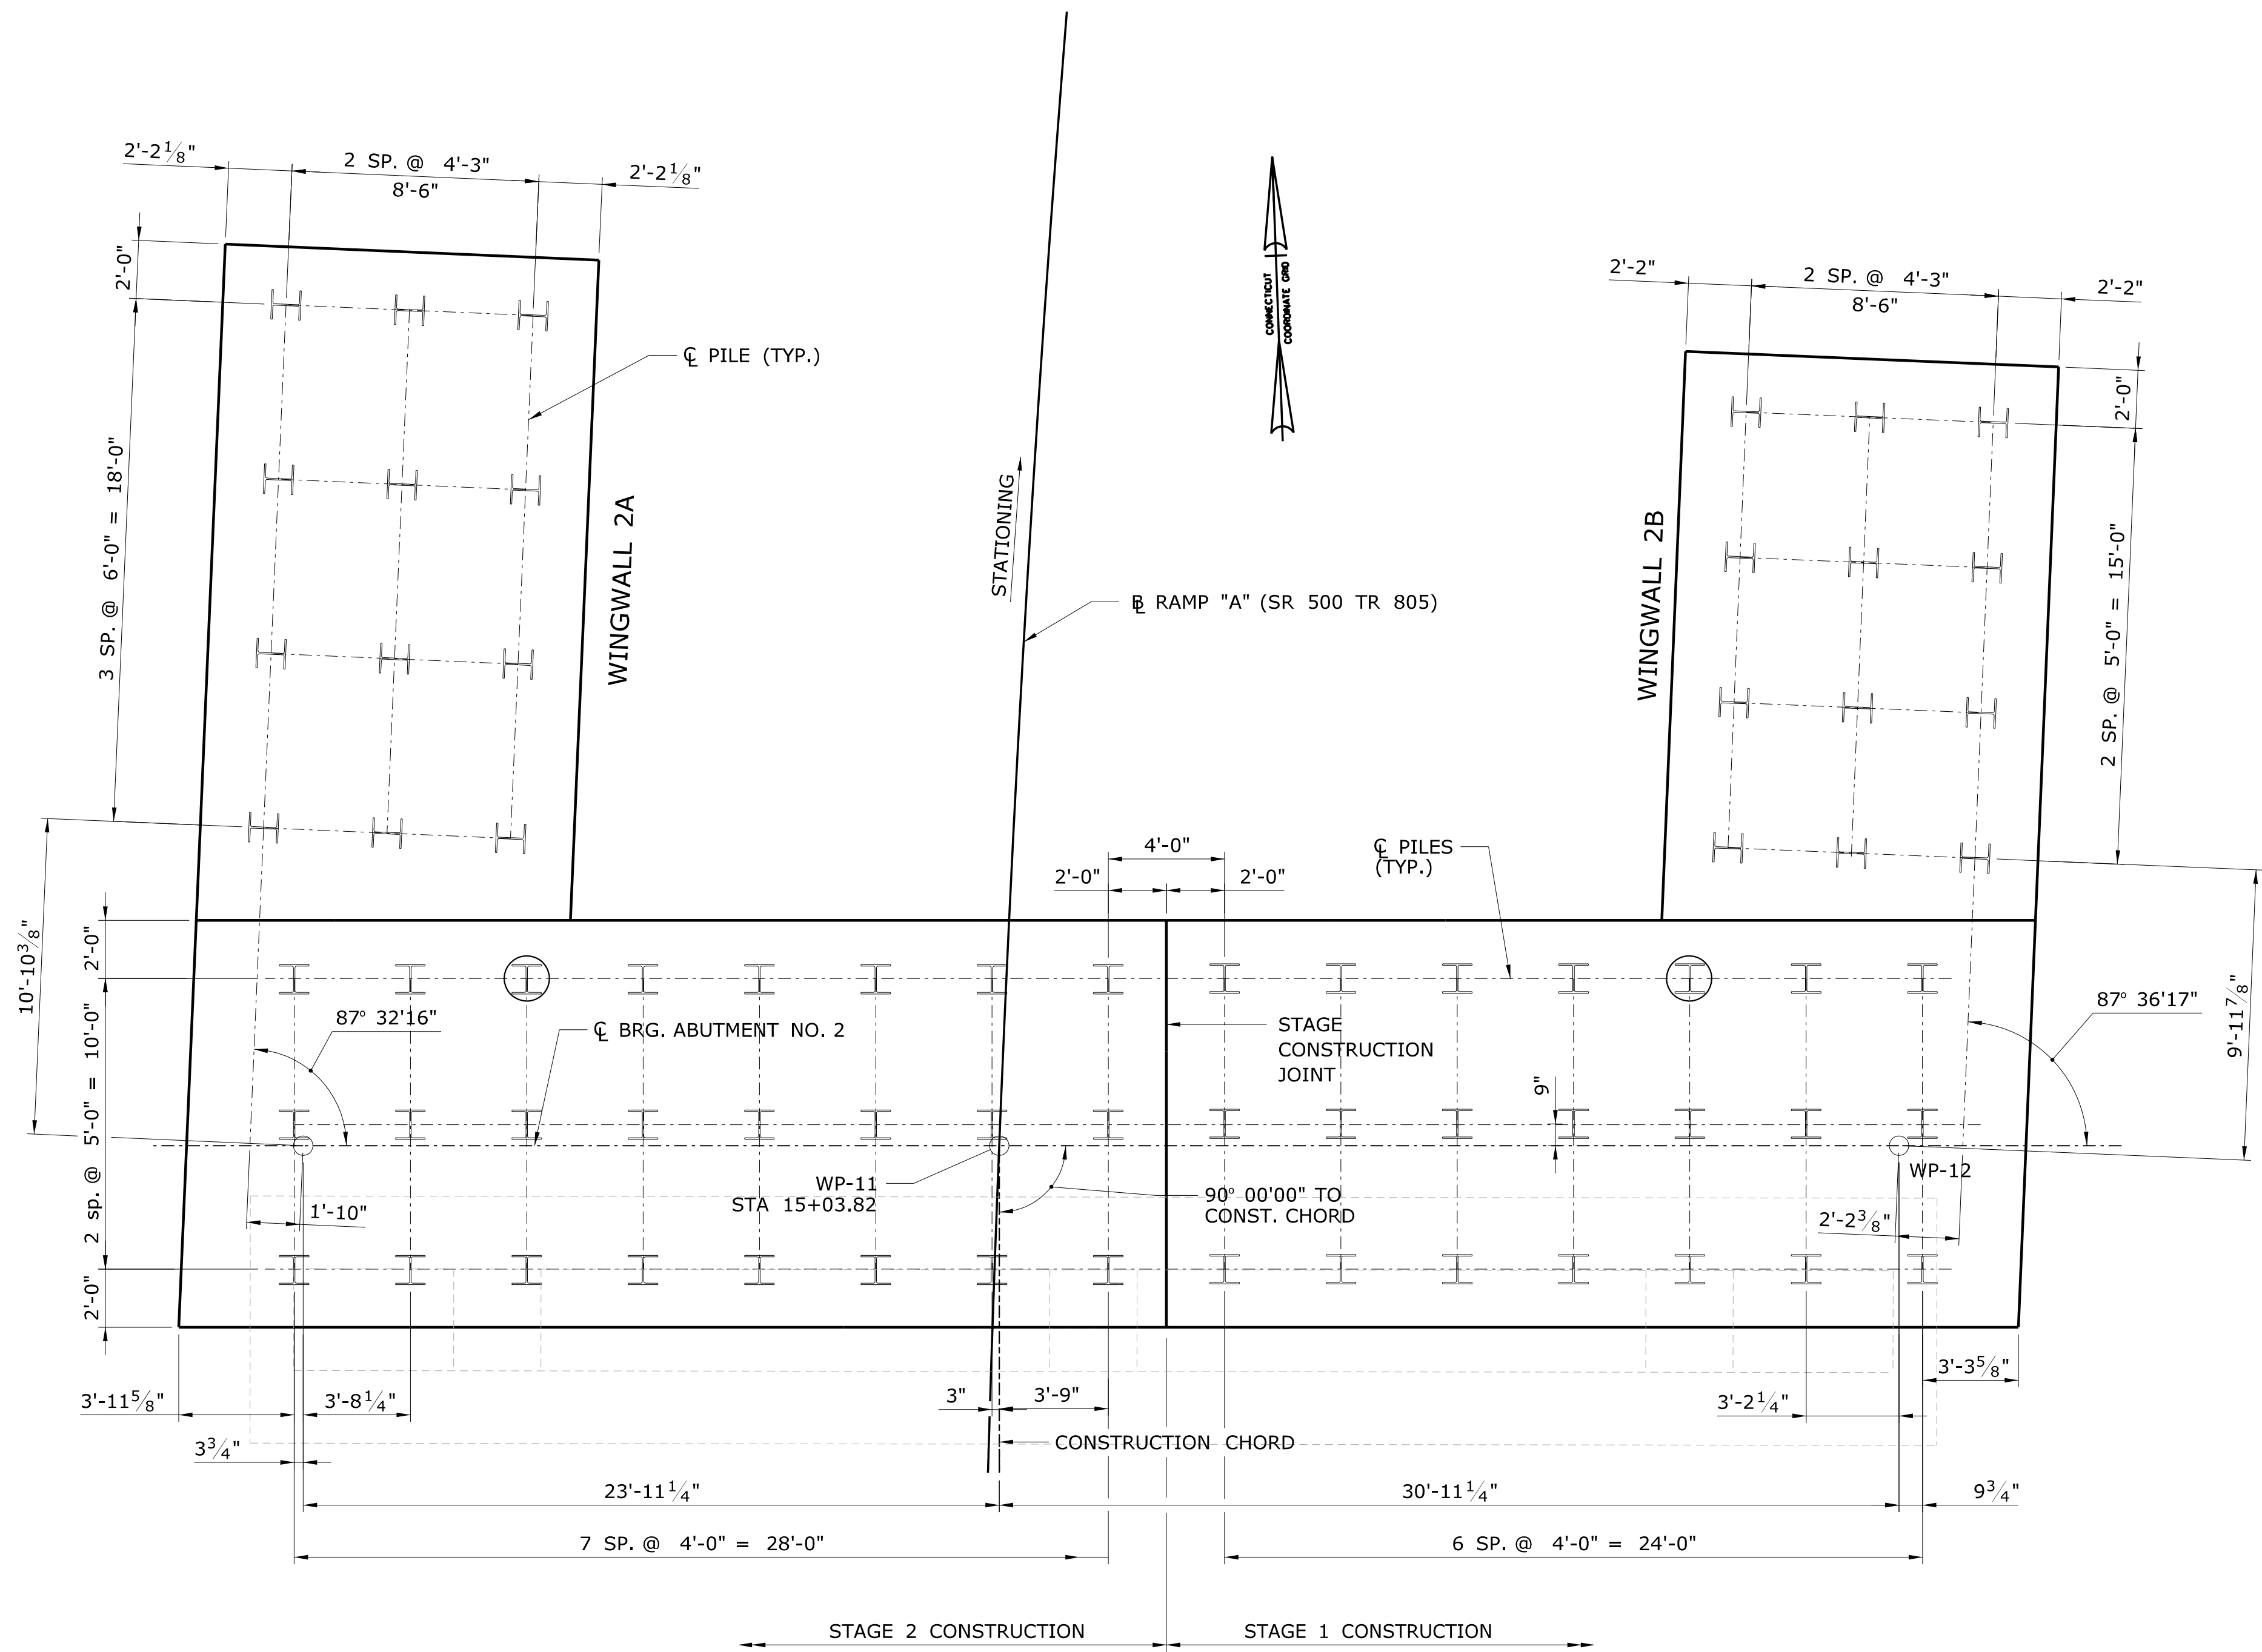 2'-2 1/8"
2 SP. @ 4'-3"
8'-6"
2'-2 1/8"
2'-0"
3 SP. @ 6'-0" = 18'-0"
℄ PILE (TYP.)
WINGWALL 2A
CONNECTICUT
COORDINATE GRID
STATIONING
BL RAMP "A" (SR 500 TR 805)
2'-2"
2 SP. @ 4'-3"
8'-6"
2'-2"
2'-0"
2 SP. @ 5'-0" = 15'-0"
WINGWALL 2B
4'-0"
2'-0"
2'-0"
℄ PILES
(TYP.)
10'-10 3/8"
2'-0"
2 sp. @ 5'-0" = 10'-0"
2'-0"
87° 32'16"
℄ BRG. ABUTMENT NO. 2
STAGE
CONSTRUCTION
JOINT
9"
87° 36'17"
9'-11 7/8"
WP-11
STA 15+03.82
90° 00'00" TO
CONST. CHORD
WP-12
1'-10"
2'-2 3/8"
3'-11 5/8"
3'-8 1/4"
3"
3'-9"
3'-2 1/4"
3'-3 5/8"
3 3/4"
CONSTRUCTION CHORD
23'-11 1/4"
30'-11 1/4"
9 3/4"
7 SP. @ 4'-0" = 28'-0"
6 SP. @ 4'-0" = 24'-0"
STAGE 2 CONSTRUCTION
STAGE 1 CONSTRUCTION